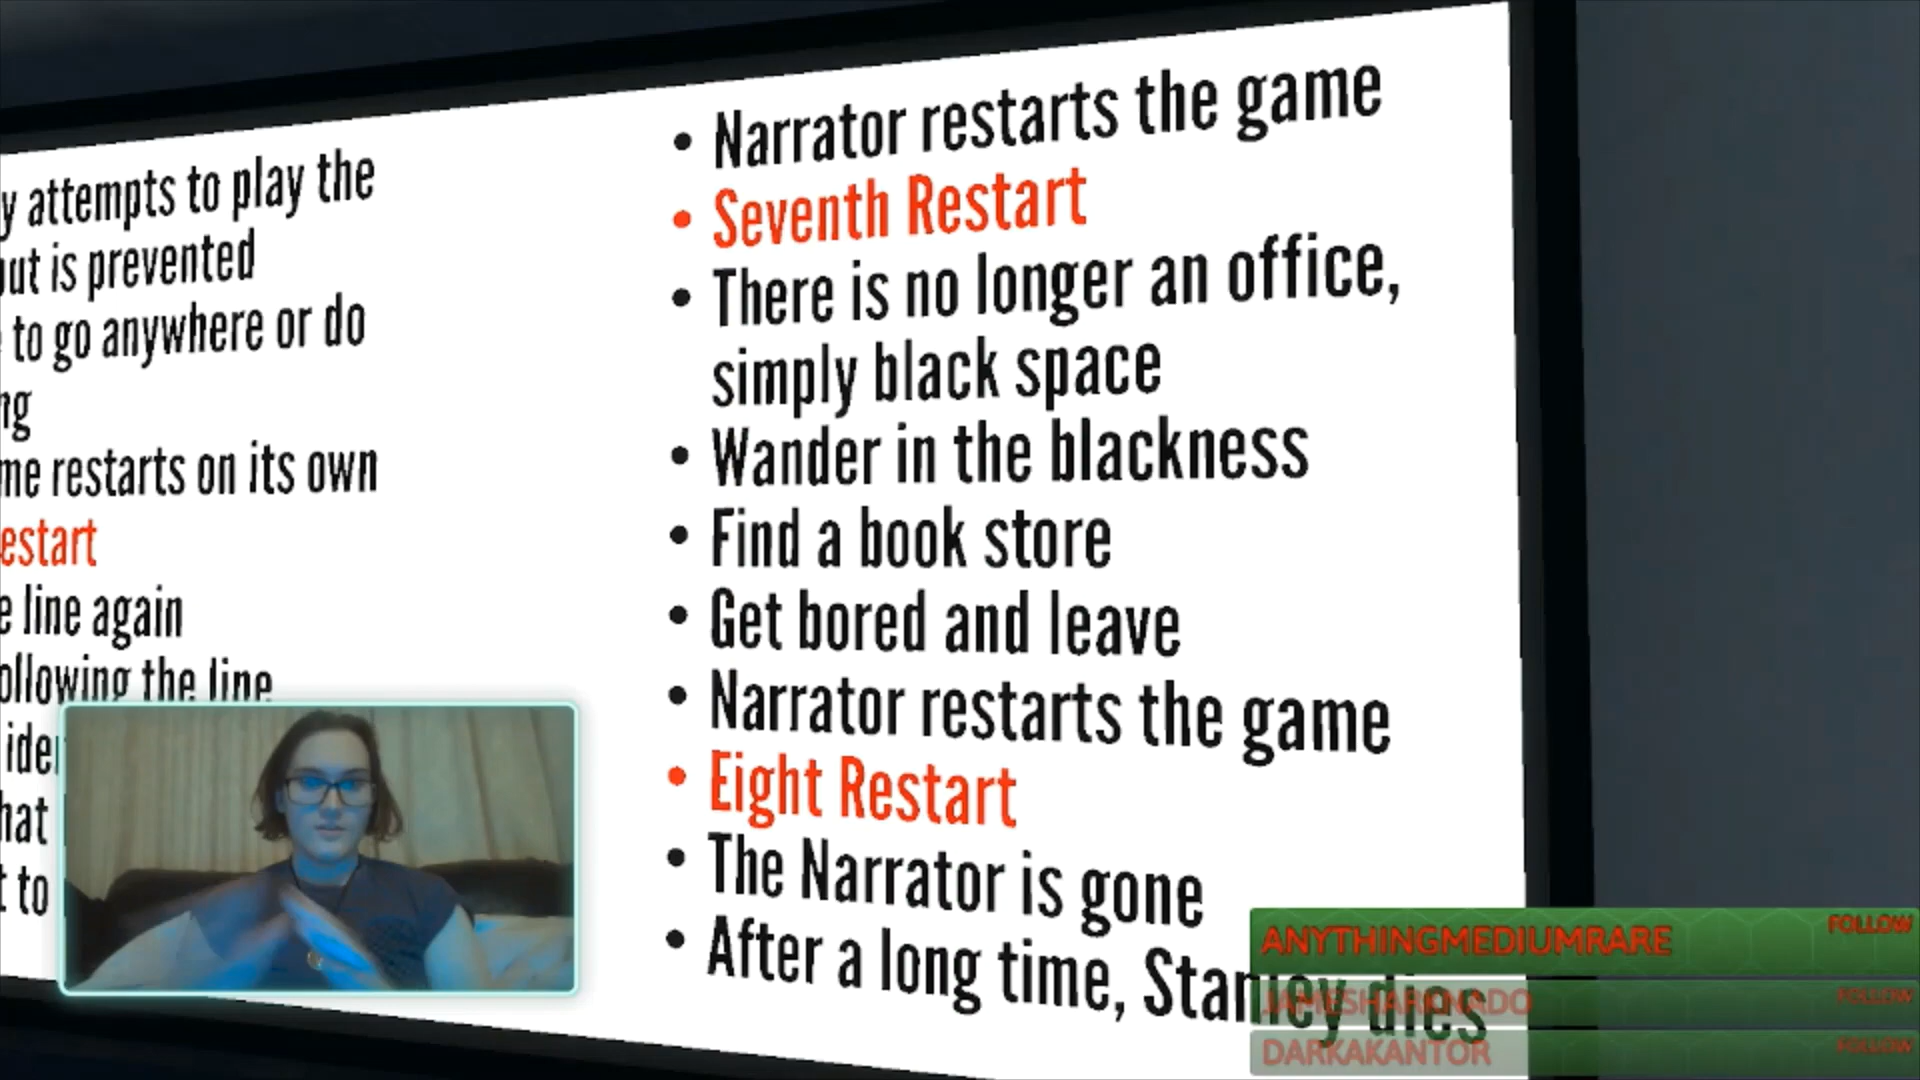 y attempts to play the
out is prevented
to go anywhere or do
ng
me restarts on its own
estart
e line again
ollowing the line
ider
hat
t to
• Narrator restarts the game
• Seventh Restart
• There is no longer an office,
simply black space
• Wander in the blackness
• Find a book store
• Get bored and leave
• Narrator restarts the game
• Eight Restart
• The Narrator is gone
• After a long time, Stanley dies
ANYTHINGMEDIUMRARE FOLLOW
JAMESHARKNADO FOLLOW
DARKAKANTOR FOLLOW